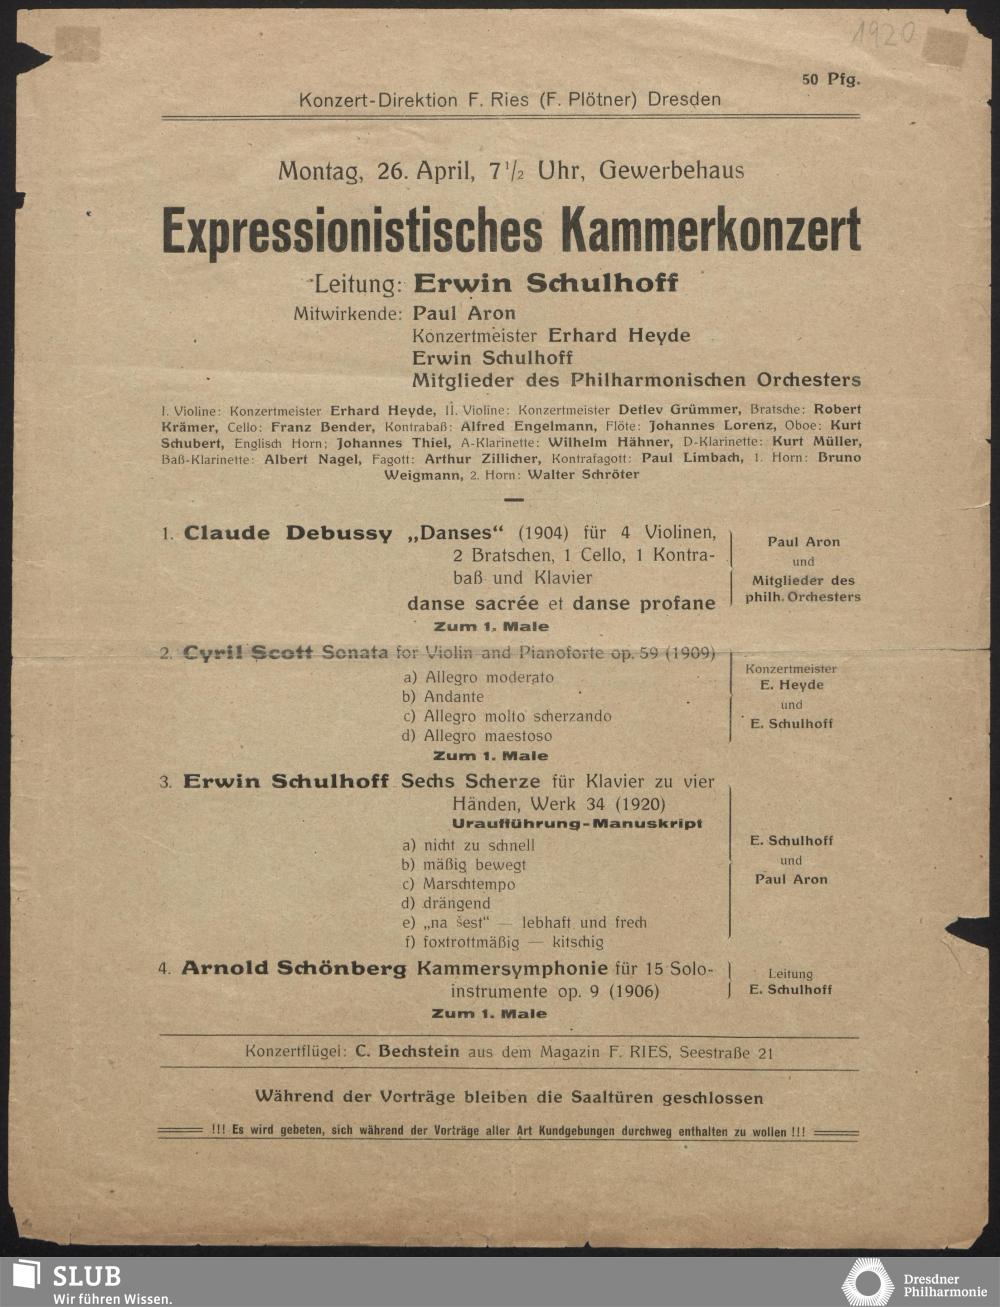 1920
50 Pfg.
Konzert-Direktion F. Ries (F. Plötner) Dresden
Montag, 26. April, 7 1/2 Uhr, Gewerbehaus
Expressionistisches Kammerkonzert
Leitung: Erwin Schulhoff
Mitwirkende: Paul Aron
Konzertmeister Erhard Heyde
Erwin Schulhoff
Mitglieder des Philharmonischen Orchesters
I. Violine: Konzertmeister Erhard Heyde, II. Violine: Konzertmeister Detlev Grümmer, Bratsche: Robert
Krämer, Cello: Franz Bender, Kontrabaß: Alfred Engelmann, Flöte: Johannes Lorenz, Oboe: Kurt
Schubert, Englisch Horn: Johannes Thiel, A-Klarinette: Wilhelm Hähner, D-Klarinette: Kurt Müller,
Baß-Klarinette: Albert Nagel, Fagott: Arthur Zillicher, Kontrafagott: Paul Limbach, 1. Horn: Bruno
Weigmann, 2. Horn: Walter Schröter
1. Claude Debussy „Danses“ (1904) für 4 Violinen,
2 Bratschen, 1 Cello, 1 Kontra-
baß und Klavier
danse sacrée et danse profane
Zum 1. Male
Paul Aron
und
Mitglieder des
philh. Orchesters
2. Cyril Scott Sonata for Violin and Pianoforte op. 59 (1909)
a) Allegro moderato
b) Andante
c) Allegro molto scherzando
d) Allegro maestoso
Zum 1. Male
Konzertmeister
E. Heyde
und
E. Schulhoff
3. Erwin Schulhoff Sechs Scherze für Klavier zu vier
Händen, Werk 34 (1920)
Uraufführung-Manuskript
a) nicht zu schnell
b) mäßig bewegt
c) Marschtempo
d) drängend
e) „na šest“ — lebhaft und frech
f) foxtrottmäßig — kitschig
E. Schulhoff
und
Paul Aron
4. Arnold Schönberg Kammersymphonie für 15 Solo-
instrumente op. 9 (1906)
Zum 1. Male
Leitung
E. Schulhoff
Konzertflügel: C. Bechstein aus dem Magazin F. RIES, Seestraße 21
Während der Vorträge bleiben die Saaltüren geschlossen
!!! Es wird gebeten, sich während der Vorträge aller Art Kundgebungen durchweg enthalten zu wollen !!!
SLUB
Wir führen Wissen.
Dresdner
Philharmonie